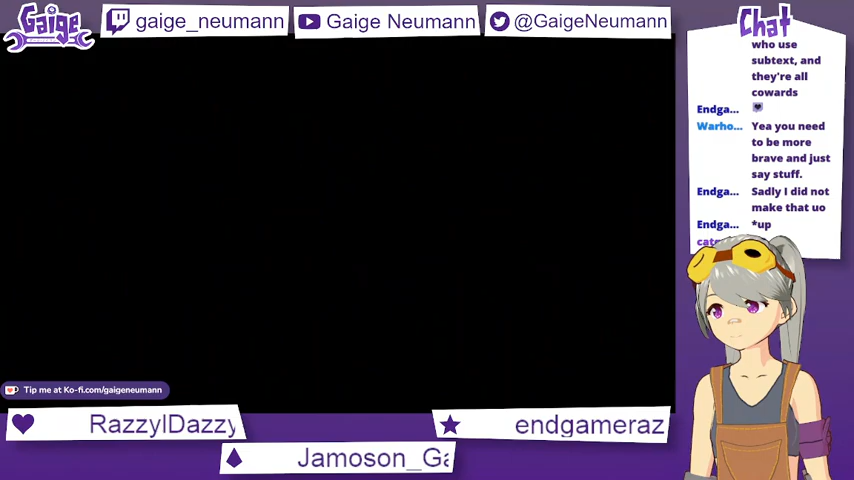 Gaige
gaige_neumann
Gaige Neumann
@GaigeNeumann
Chat
who use
subtext, and
they're all
cowards
Endga...
Warho... Yea you need
to be more
brave and just
say stuff.
Endga... Sadly I did not
make that uo
Endga... *up
Tip me at Ko-fi.com/gaigeneumann
RazzylDazzy
endgameraz
Jamoson_Ga